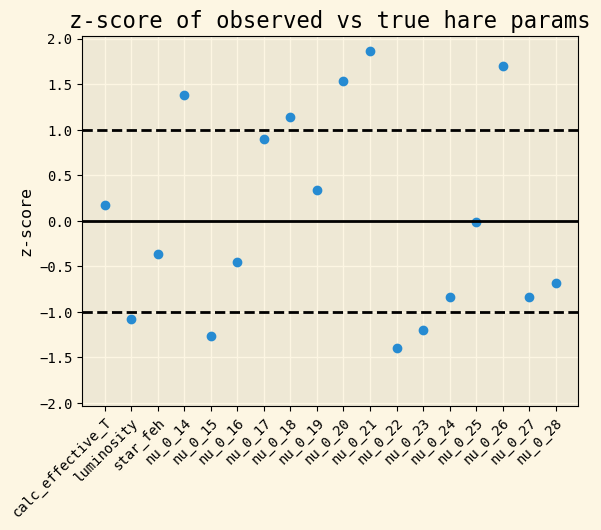 z-score of observed vs true hare params
z-score
2.0
1.5
1.0
0.5
0.0
−0.5
−1.0
−1.5
−2.0
calc_effective_T
luminosity
star_feh
nu_0_14
nu_0_15
nu_0_16
nu_0_17
nu_0_18
nu_0_19
nu_0_20
nu_0_21
nu_0_22
nu_0_23
nu_0_24
nu_0_25
nu_0_26
nu_0_27
nu_0_28